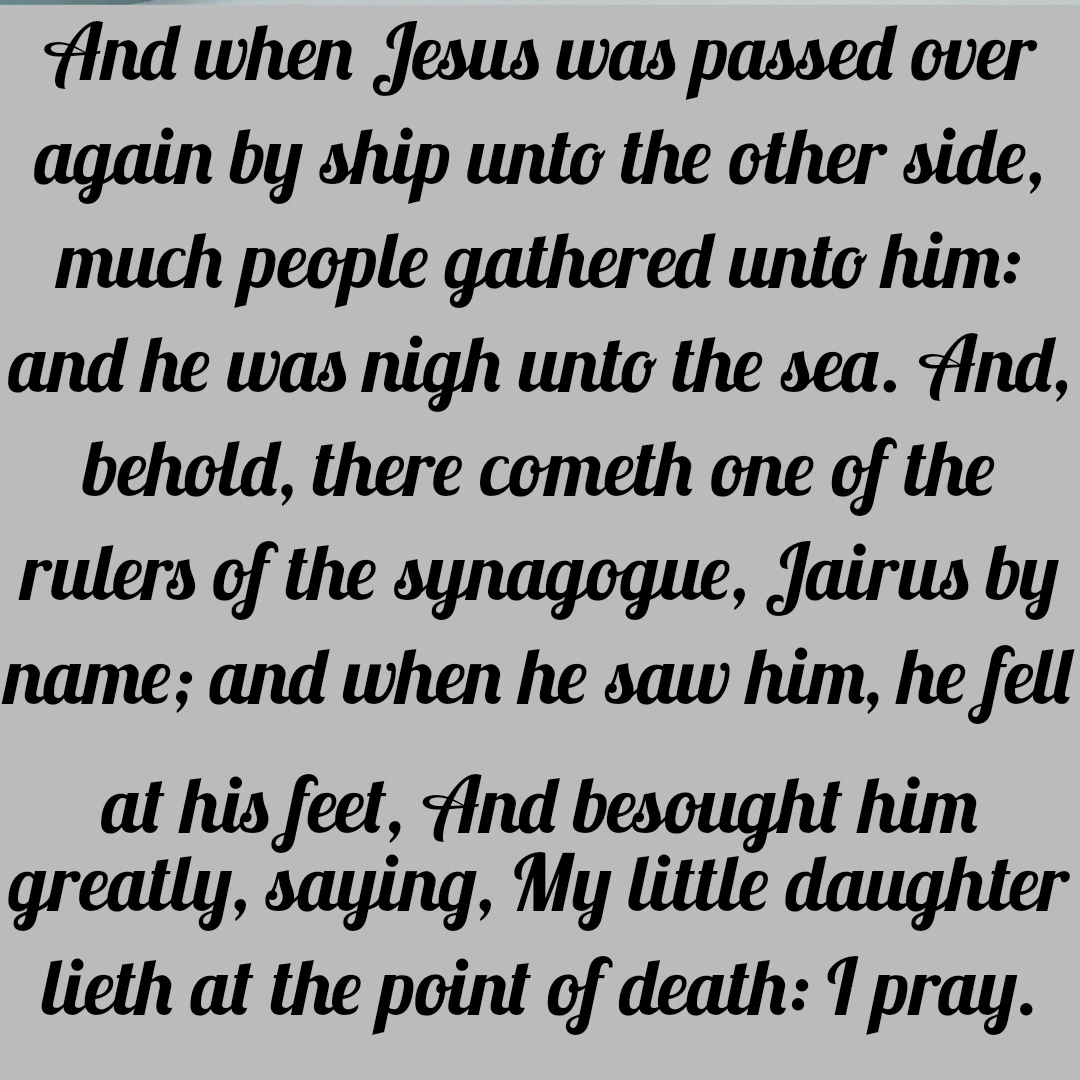 And when Jesus was passed over
again by ship unto the other side,
much people gathered unto him:
and he was nigh unto the sea. And,
behold, there cometh one of the
rulers of the synagogue, Jairus by
name; and when he saw him, he fell
at his feet, And besought him
greatly, saying, My little daughter
lieth at the point of death: I pray.